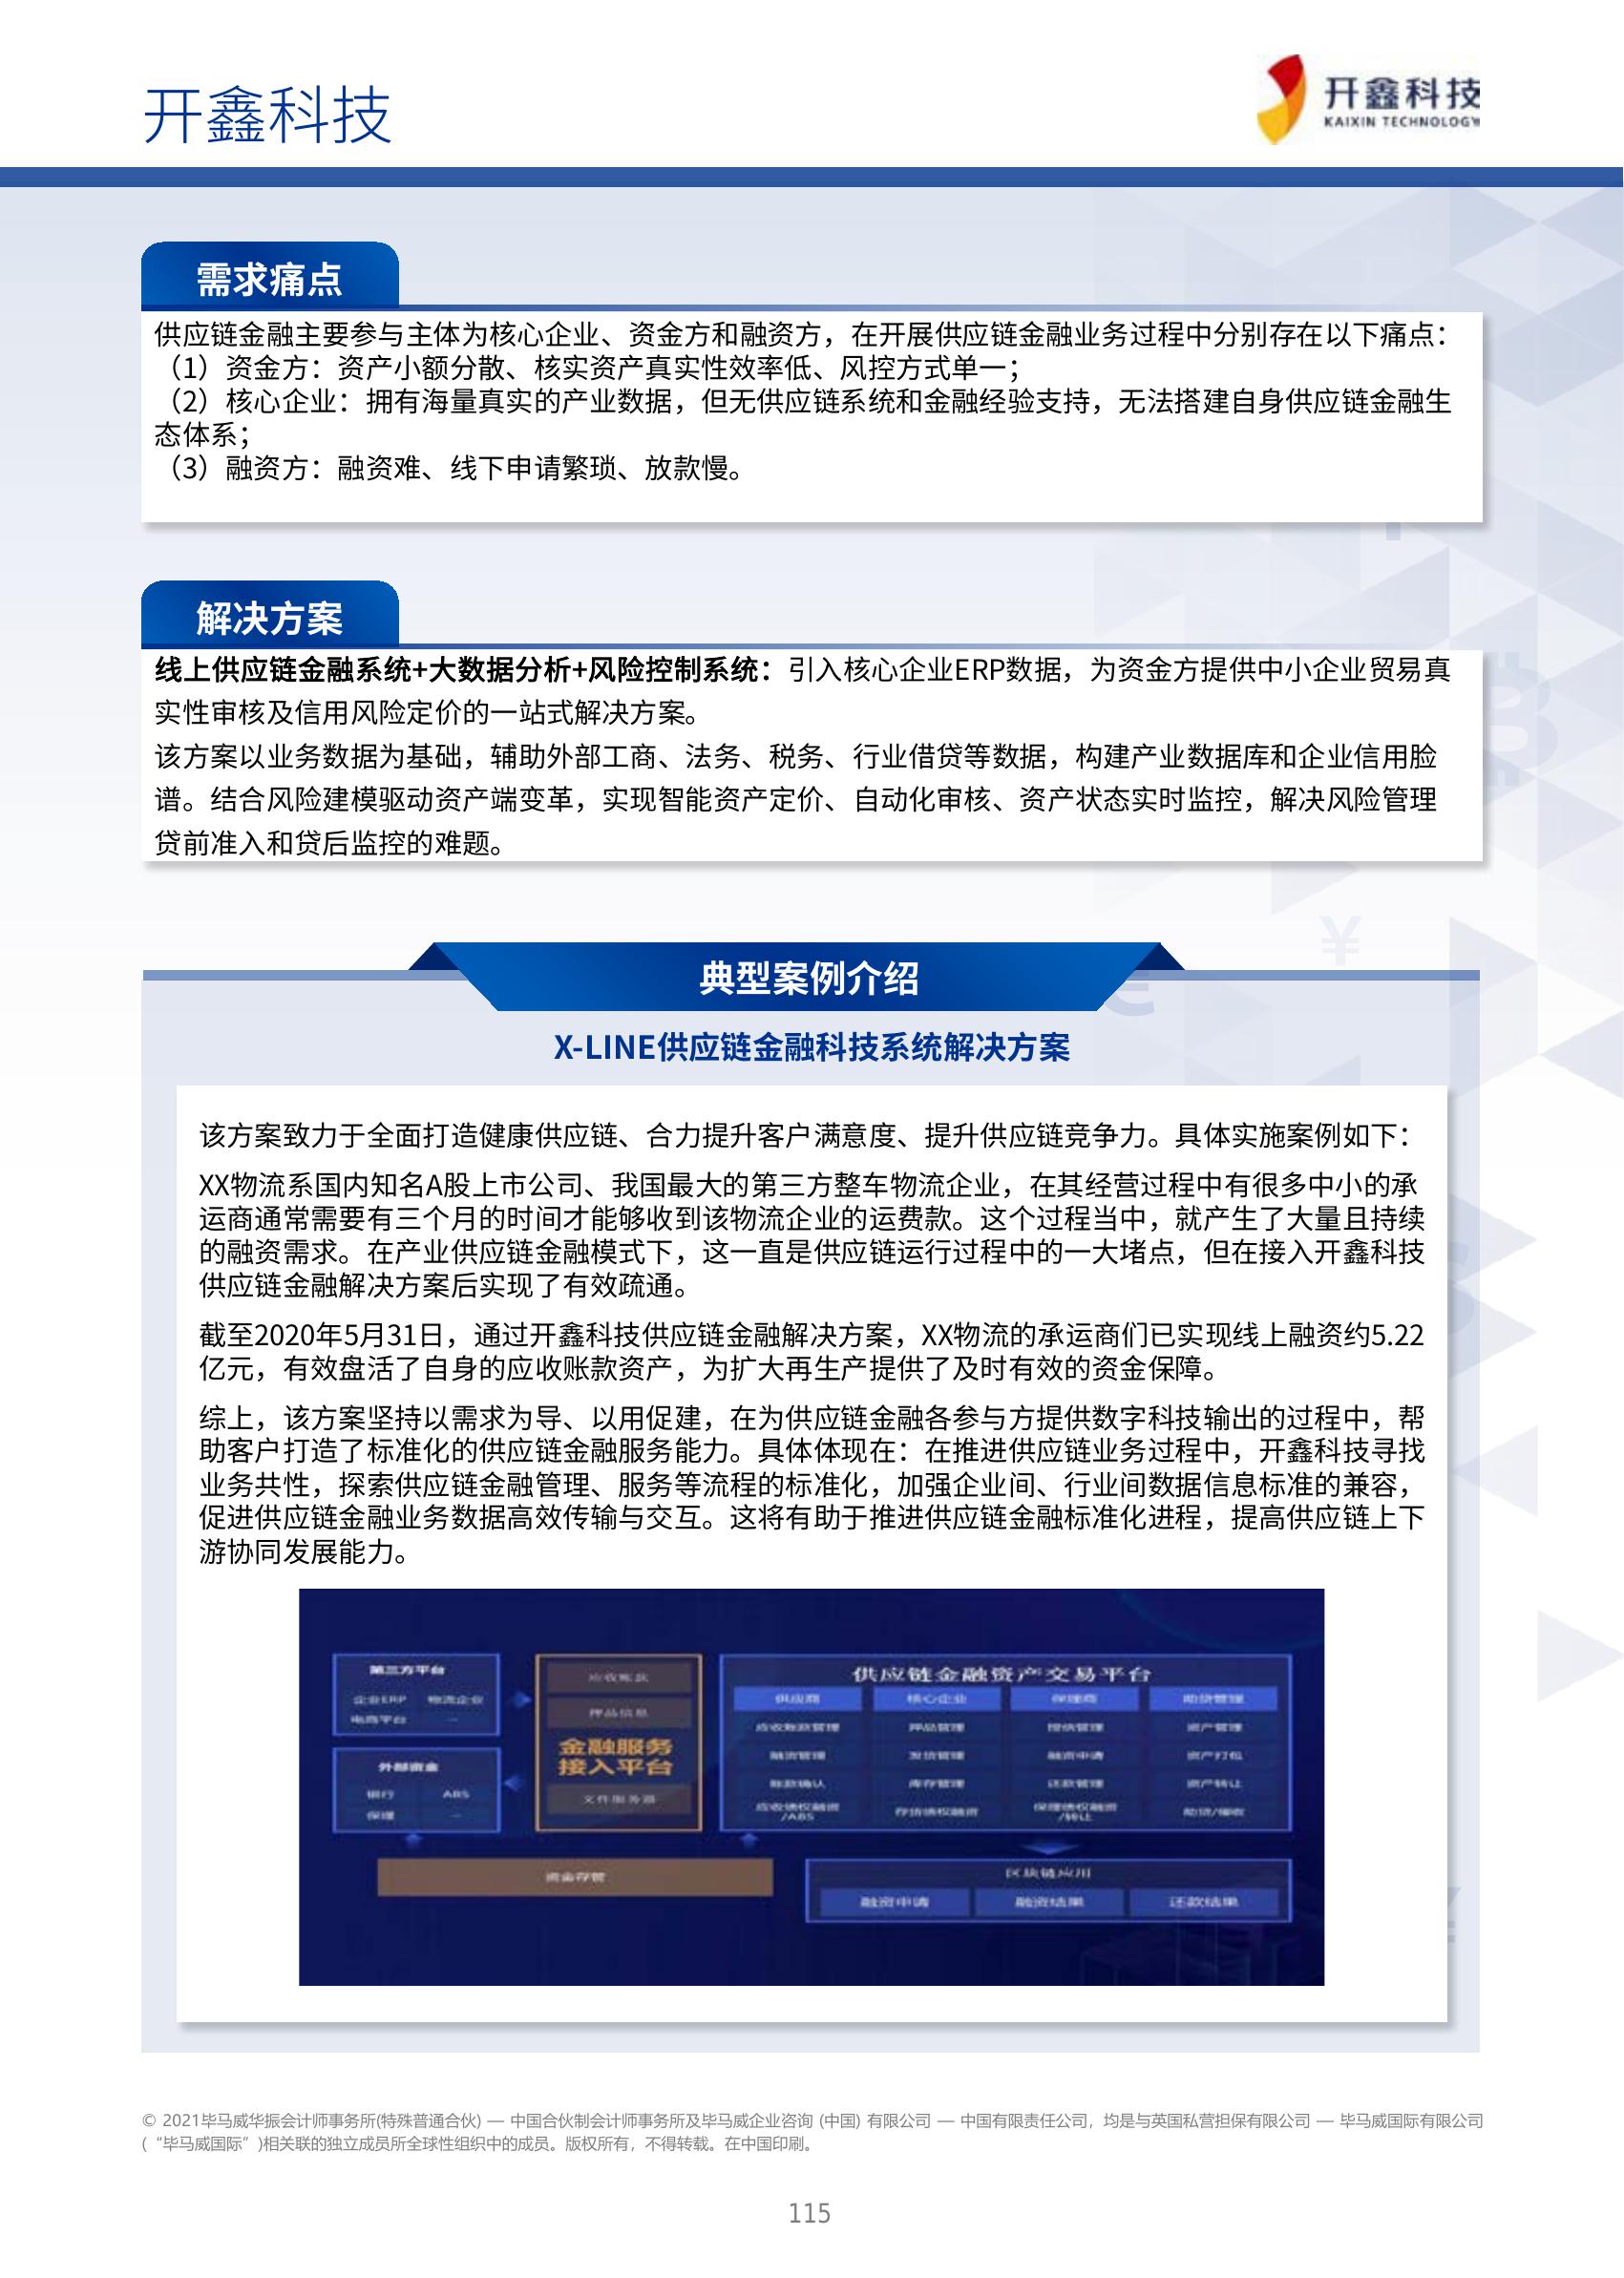 开鑫科技
开鑫科技
KAIXIN TECHNOLOGY
需求痛点
供应链金融主要参与主体为核心企业、资金方和融资方，在开展供应链金融业务过程中分别存在以下痛点：
（1）资金方：资产小额分散、核实资产真实性效率低、风控方式单一；
（2）核心企业：拥有海量真实的产业数据，但无供应链系统和金融经验支持，无法搭建自身供应链金融生
态体系；
（3）融资方：融资难、线下申请繁琐、放款慢。
解决方案
线上供应链金融系统+大数据分析+风险控制系统：引入核心企业ERP数据，为资金方提供中小企业贸易真
实性审核及信用风险定价的一站式解决方案。
该方案以业务数据为基础，辅助外部工商、法务、税务、行业借贷等数据，构建产业数据库和企业信用脸
谱。结合风险建模驱动资产端变革，实现智能资产定价、自动化审核、资产状态实时监控，解决风险管理
贷前准入和贷后监控的难题。
典型案例介绍
X-LINE供应链金融科技系统解决方案
该方案致力于全面打造健康供应链、合力提升客户满意度、提升供应链竞争力。具体实施案例如下：
XX物流系国内知名A股上市公司、我国最大的第三方整车物流企业，在其经营过程中有很多中小的承
运商通常需要有三个月的时间才能够收到该物流企业的运费款。这个过程当中，就产生了大量且持续
的融资需求。在产业供应链金融模式下，这一直是供应链运行过程中的一大堵点，但在接入开鑫科技
供应链金融解决方案后实现了有效疏通。
截至2020年5月31日，通过开鑫科技供应链金融解决方案，XX物流的承运商们已实现线上融资约5.22
亿元，有效盘活了自身的应收账款资产，为扩大再生产提供了及时有效的资金保障。
综上，该方案坚持以需求为导、以用促建，在为供应链金融各参与方提供数字科技输出的过程中，帮
助客户打造了标准化的供应链金融服务能力。具体体现在：在推进供应链业务过程中，开鑫科技寻找
业务共性，探索供应链金融管理、服务等流程的标准化，加强企业间、行业间数据信息标准的兼容，
促进供应链金融业务数据高效传输与交互。这将有助于推进供应链金融标准化进程，提高供应链上下
游协同发展能力。
第三方平台
企业ERP 物流企业
电商平台
外部资金
银行 ABS
保理
应收账款
押品信息
金融服务
接入平台
文件服务器
供应链金融资产交易平台
供应商 核心企业 保理商 助贷管理
应收账款管理 押品管理 授信管理 资产管理
融资管理 发货管理 融资申请 资产打包
账款确认 库存管理 还款管理 资产转让
应收债权融资
/ABS
存货债权融资
保理债权融资
/转让
资金存管
区块链应用
融资申请 融资结果 还款结果
© 2021毕马威华振会计师事务所(特殊普通合伙) — 中国合伙制会计师事务所及毕马威企业咨询 (中国) 有限公司 — 中国有限责任公司，均是与英国私营担保有限公司 — 毕马威国际有限公司
(“毕马威国际”)相关联的独立成员所全球性组织中的成员。版权所有，不得转载。在中国印刷。
115